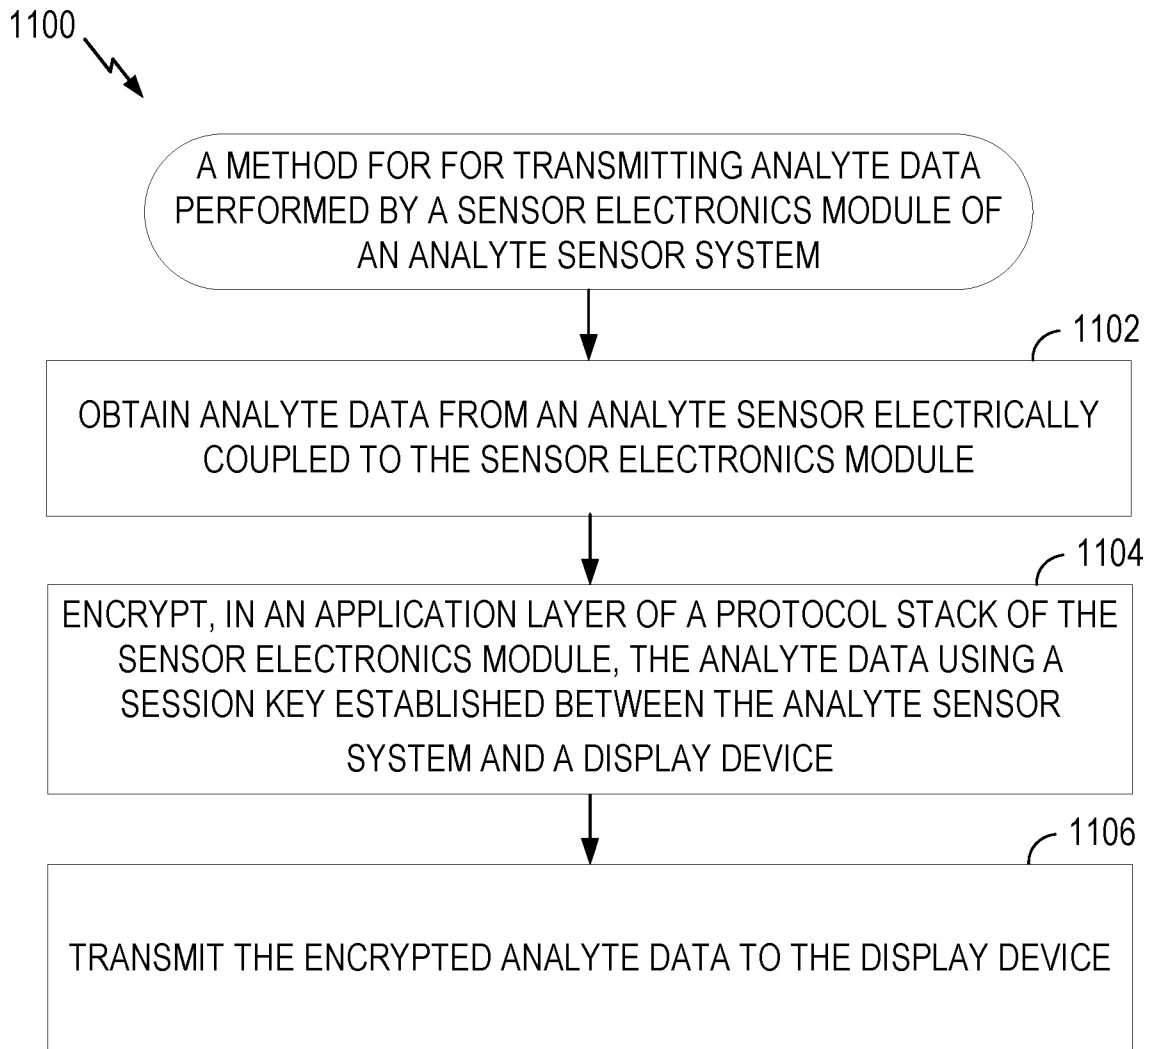 1100
A METHOD FOR FOR TRANSMITTING ANALYTE DATA
PERFORMED BY A SENSOR ELECTRONICS MODULE OF
AN ANALYTE SENSOR SYSTEM
1102
OBTAIN ANALYTE DATA FROM AN ANALYTE SENSOR ELECTRICALLY
COUPLED TO THE SENSOR ELECTRONICS MODULE
1104
ENCRYPT, IN AN APPLICATION LAYER OF A PROTOCOL STACK OF THE
SENSOR ELECTRONICS MODULE, THE ANALYTE DATA USING A
SESSION KEY ESTABLISHED BETWEEN THE ANALYTE SENSOR
SYSTEM AND A DISPLAY DEVICE
1106
TRANSMIT THE ENCRYPTED ANALYTE DATA TO THE DISPLAY DEVICE